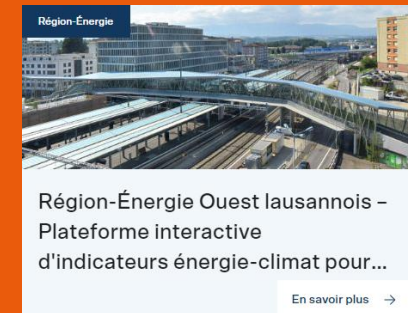 Région-Énergie
Région-Énergie Ouest lausannois –
Plateforme interactive
d'indicateurs énergie-climat pour...
En savoir plus →